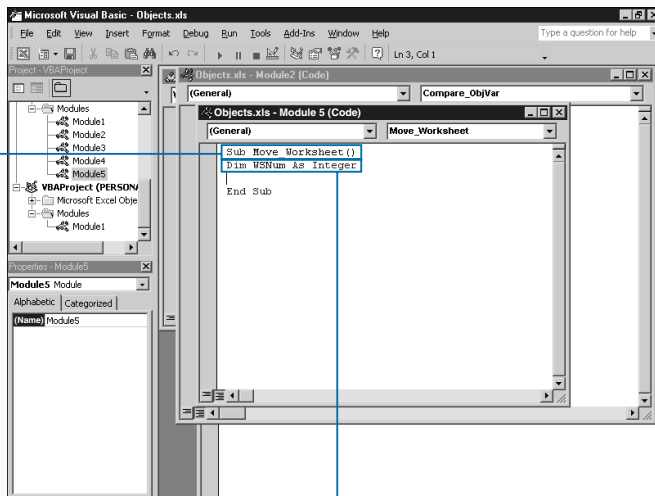 Microsoft Visual Basic - Objects.xls
File Edit View Insert Format Debug Run Tools Add-Ins Window Help
Type a question for help
Ln 3, Col 1
Project - VBAProject
Modules
Module1
Module2
Module3
Module4
Module5
VBAProject (PERSON
Microsoft Excel Obje
Modules
Module1
Properties - Module5
Module5 Module
Alphabetic Categorized
(Name) Module5
Objects.xls - Module2 (Code)
(General) Compare_ObjVar
Objects.xls - Module 5 (Code)
(General) Move_Worksheet
Sub Move_Worksheet()
Dim WSNum As Integer
End Sub